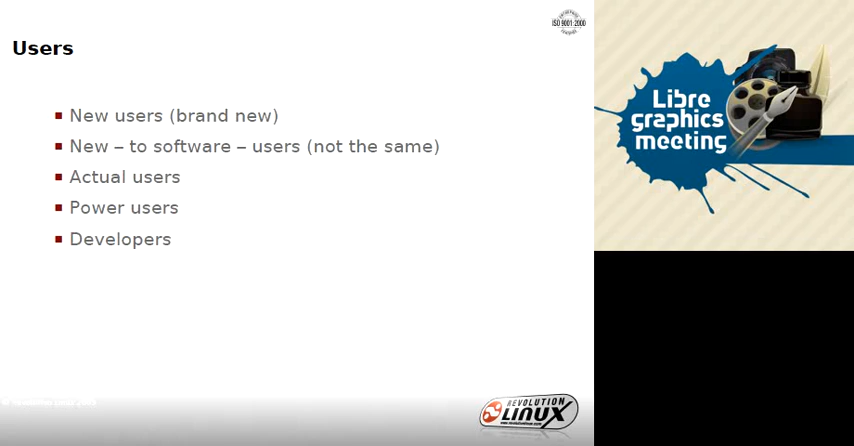 ISO 9001:2000
Users
New users (brand new)
New – to software – users (not the same)
Actual users
Power users
Developers
REVOLUTION
LINUX
Libre
graphics
meeting